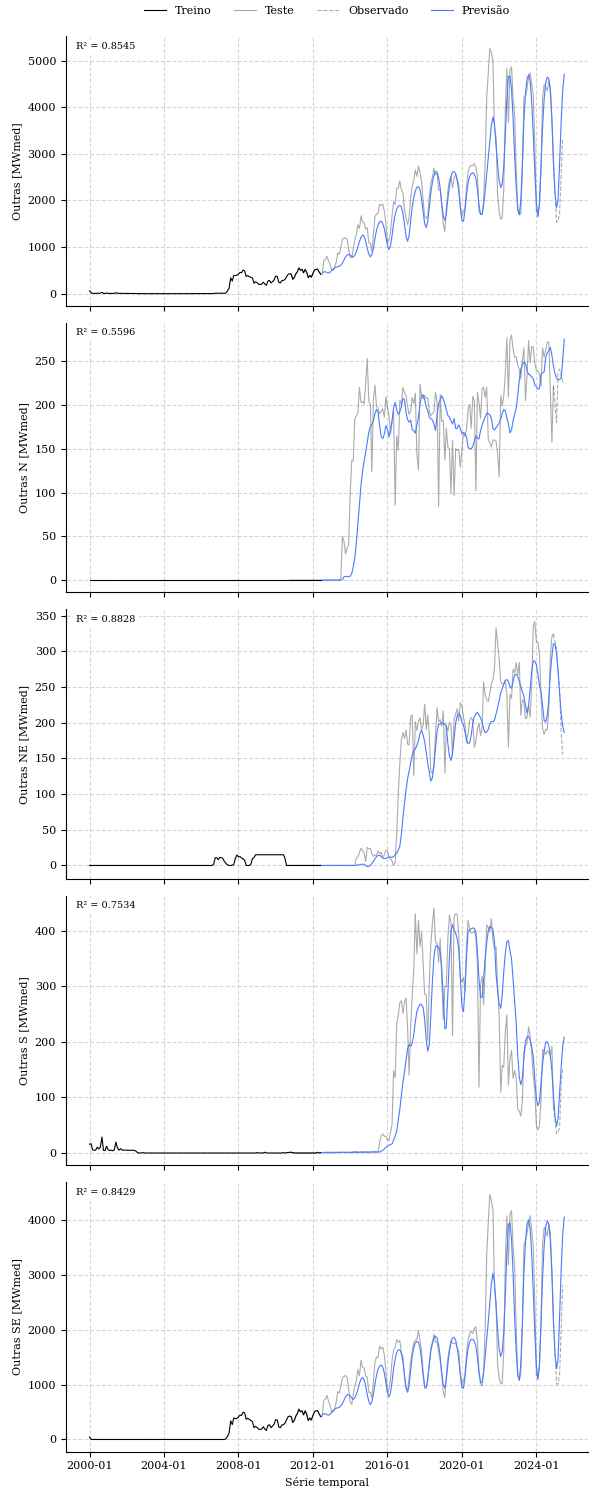 Treino Teste Observado Previsão
R² = 0.8545
5000
4000
3000
2000
1000
0
Outras [MWmed]
R² = 0.5596
250
200
150
100
50
0
Outras N [MWmed]
R² = 0.8828
350
300
250
200
150
100
50
0
Outras NE [MWmed]
R² = 0.7534
400
300
200
100
0
Outras S [MWmed]
R² = 0.8429
4000
3000
2000
1000
0
Outras SE [MWmed]
2000-01 2004-01 2008-01 2012-01 2016-01 2020-01 2024-01
Série temporal